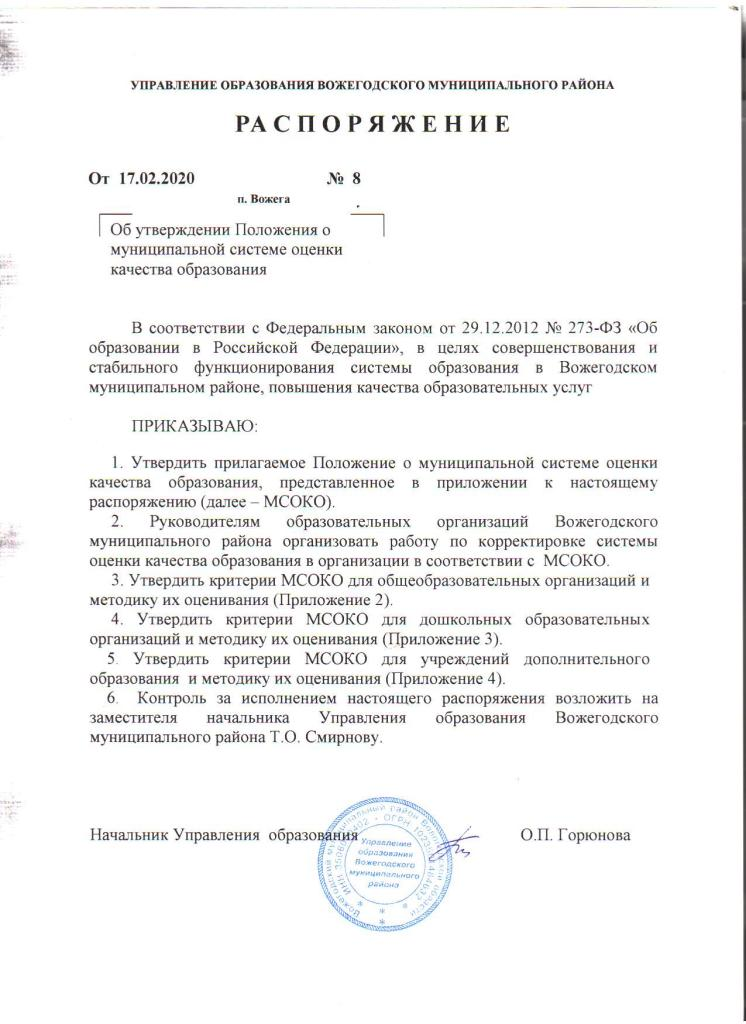 УПРАВЛЕНИЕ ОБРАЗОВАНИЯ ВОЖЕГОДСКОГО МУНИЦИПАЛЬНОГО РАЙОНА
Р А С П О Р Я Ж Е Н И Е
От 17.02.2020 № 8
п. Вожега
Об утверждении Положения о
муниципальной системе оценки
качества образования
В соответствии с Федеральным законом от 29.12.2012 № 273-ФЗ «Об
образовании в Российской Федерации», в целях совершенствования и
стабильного функционирования системы образования в Вожегодском
муниципальном районе, повышения качества образовательных услуг
ПРИКАЗЫВАЮ:
1. Утвердить прилагаемое Положение о муниципальной системе оценки
качества образования, представленное в приложении к настоящему
распоряжению (далее – МСОКО).
2. Руководителям образовательных организаций Вожегодского
муниципального района организовать работу по корректировке системы
оценки качества образования в организации в соответствии с МСОКО.
3. Утвердить критерии МСОКО для общеобразовательных организаций и
методику их оценивания (Приложение 2).
4. Утвердить критерии МСОКО для дошкольных образовательных
организаций и методику их оценивания (Приложение 3).
5. Утвердить критерии МСОКО для учреждений дополнительного
образования и методику их оценивания (Приложение 4).
6. Контроль за исполнением настоящего распоряжения возложить на
заместителя начальника Управления образования Вожегодского
муниципального района Т.О. Смирнову.
Начальник Управления образования О.П. Горюнова
Управление
образования
Вожегодского
муниципального
района